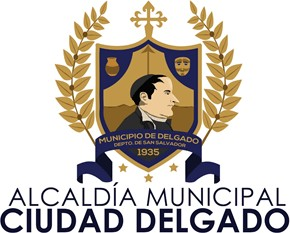 MUNICIPIO DE DELGADO
DEPTO. DE SAN SALVADOR
1935
ALCALDÍA MUNICIPAL
CIUDAD DELGADO